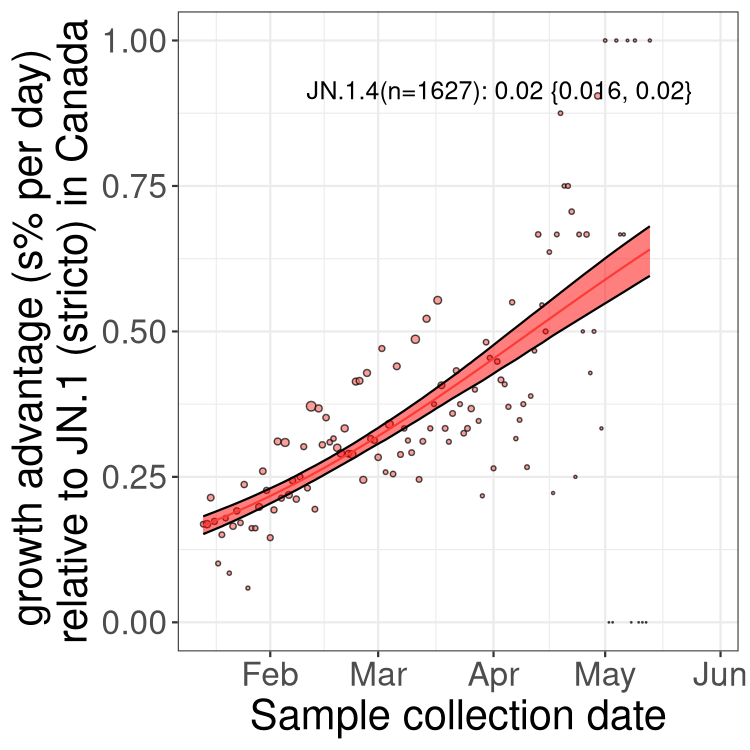 growth advantage (s% per day)
relative to JN.1 (stricto) in Canada
1.00
0.75
0.50
0.25
0.00
JN.1.4(n=1627): 0.02 {0.016, 0.02}
Feb Mar Apr May Jun
Sample collection date